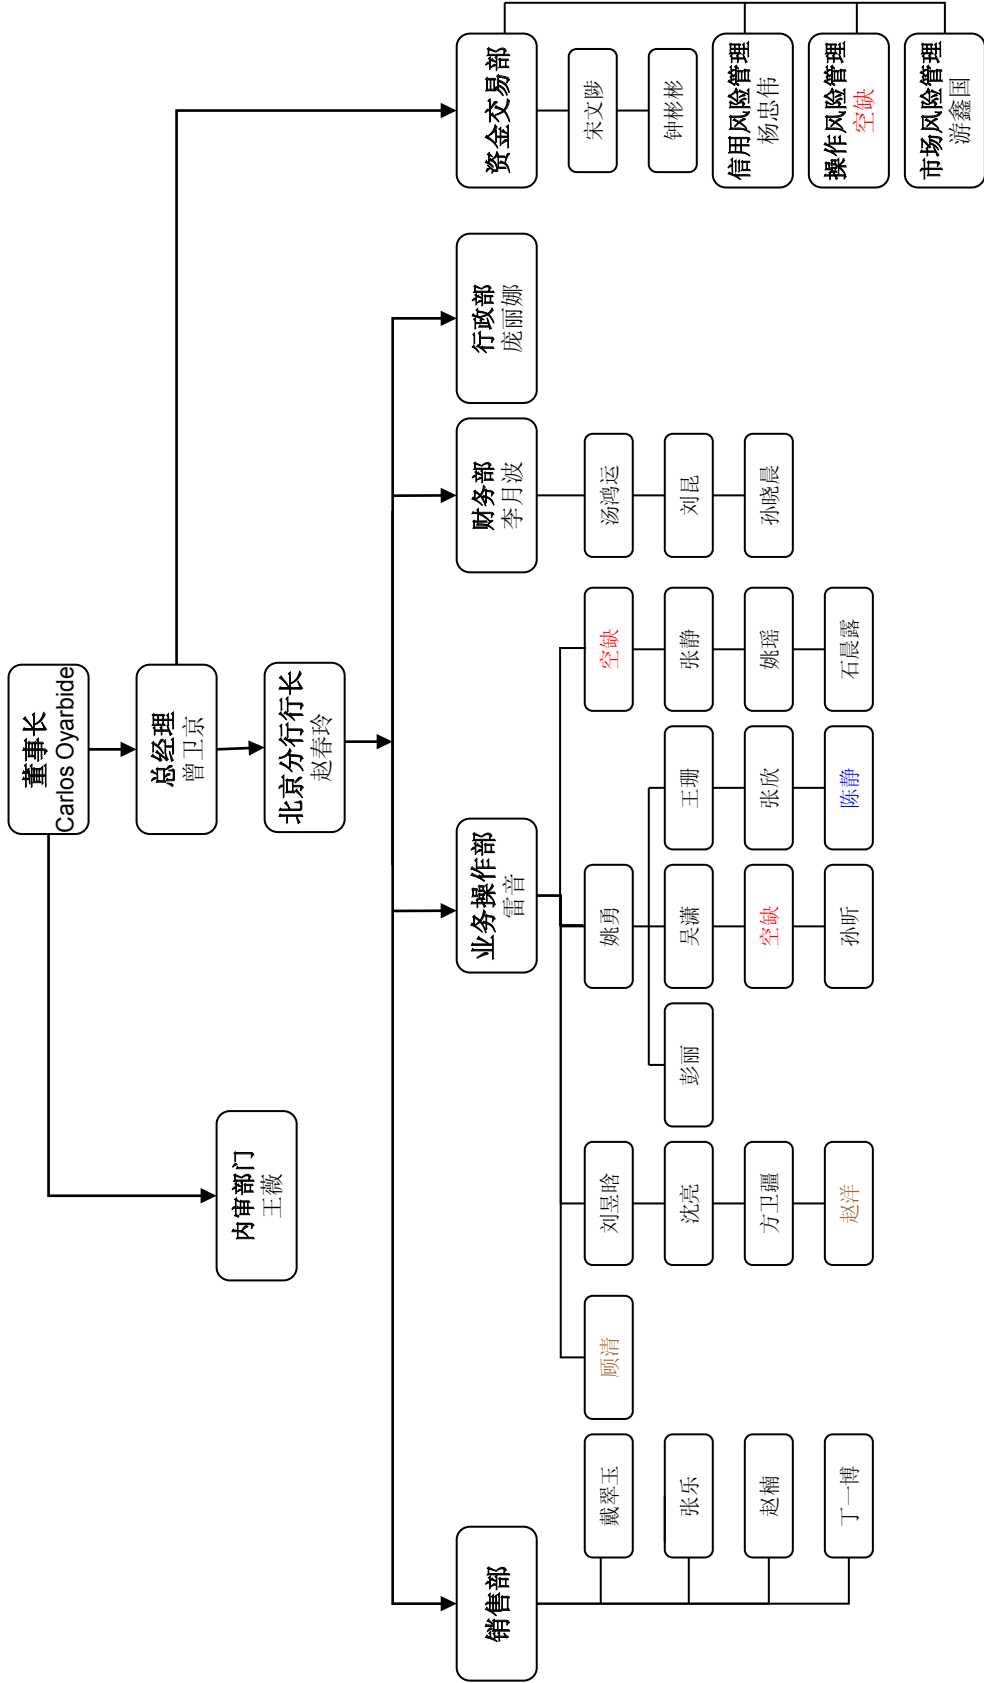 董事长
Carlos Oyarbide
内审部门
王薇
总经理
曾卫京
北京分行行长
赵春玲
销售部
业务操作部
雷音
财务部
李月波
行政部
庞丽娜
资金交易部
戴翠玉
张乐
赵楠
丁一博
顾清
刘昱晗
沈亮
方卫疆
赵洋
姚勇
彭丽
吴潇
空缺
孙昕
王珊
张欣
陈静
空缺
张静
姚瑶
石晨露
汤鸿运
刘昆
孙晓晨
宋文陟
钟彬彬
信用风险管理
杨忠伟
操作风险管理
空缺
市场风险管理
游鑫国